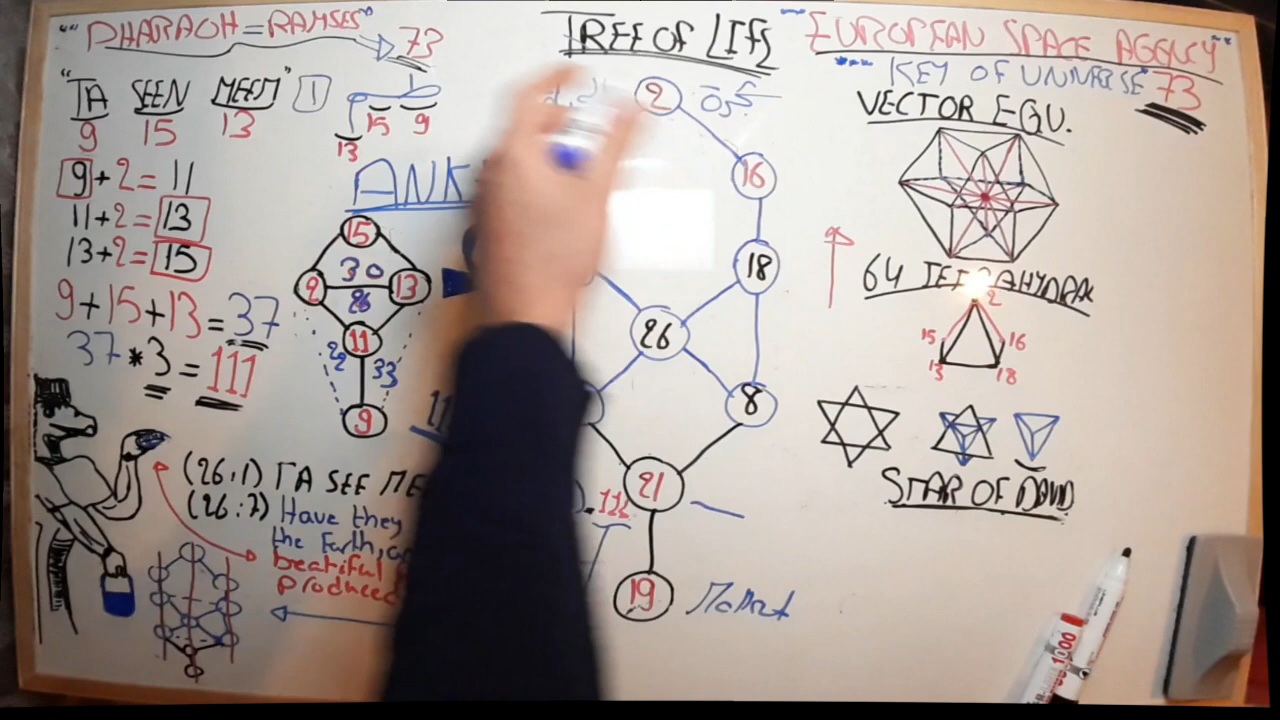 "PHARAOH = RAMSES" 73
"TA SEEN MEEM" 1
9 15 13
13 15 9
9 + 2 = 11
11 + 2 = 13
13 + 2 = 15
9 + 15 + 13 = 37
37 * 3 = 111
ANK
15
30
2 13
26
11
22 33
9
(26:1) TA SEE ME
(26:7) Have they
the Earth,
beatiful
produced
TREE OF LIFE
2
16
18
26
8
21
19
"EUROPEAN SPACE AGENCY"
KEY OF UNIVERSE 73
VECTOR EQU.
64 TETRAHYDRA
2
15 16
13 18
STAR OF DAVID
1000